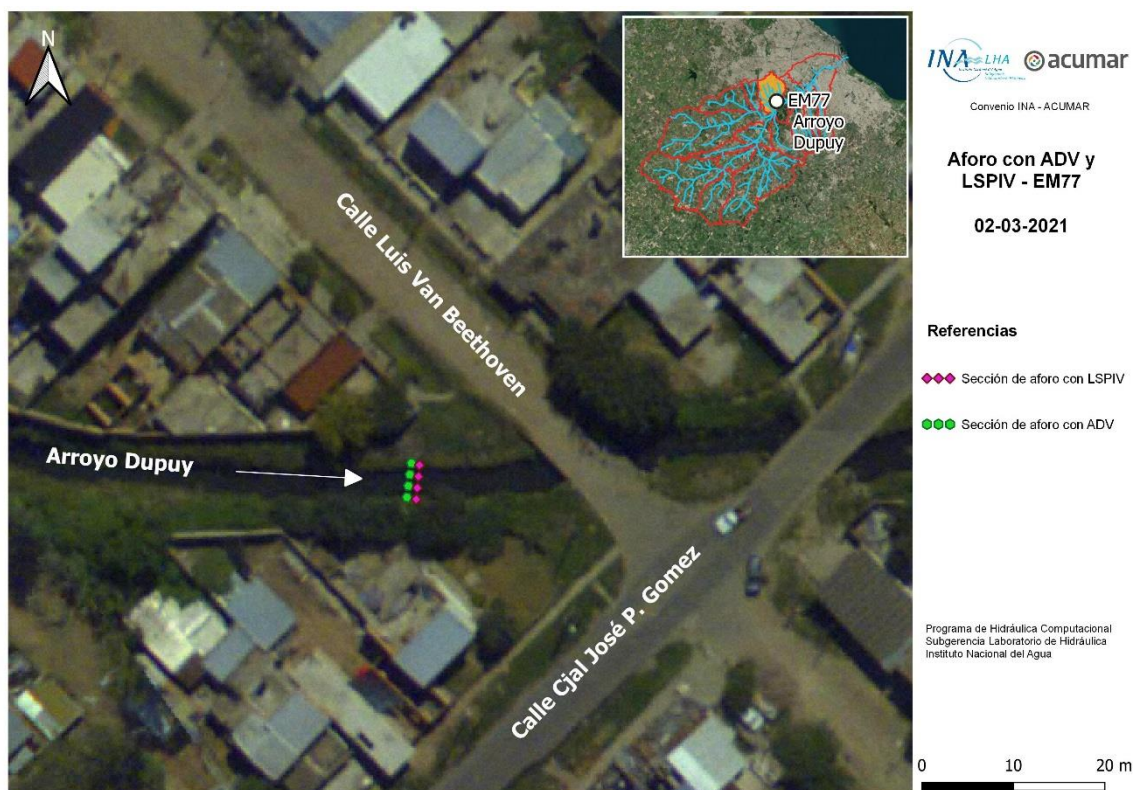 N
EM77
Arroyo
Dupuy
Calle Luis Van Beethoven
Arroyo Dupuy
Calle Cjal José P. Gomez
INA LHA acumar
Convenio INA - ACUMAR
Aforo con ADV y
LSPIV - EM77
02-03-2021
Referencias
Sección de aforo con LSPIV
Sección de aforo con ADV
Programa de Hidráulica Computacional
Subgerencia Laboratorio de Hidráulica
Instituto Nacional del Agua
0 10 20 m